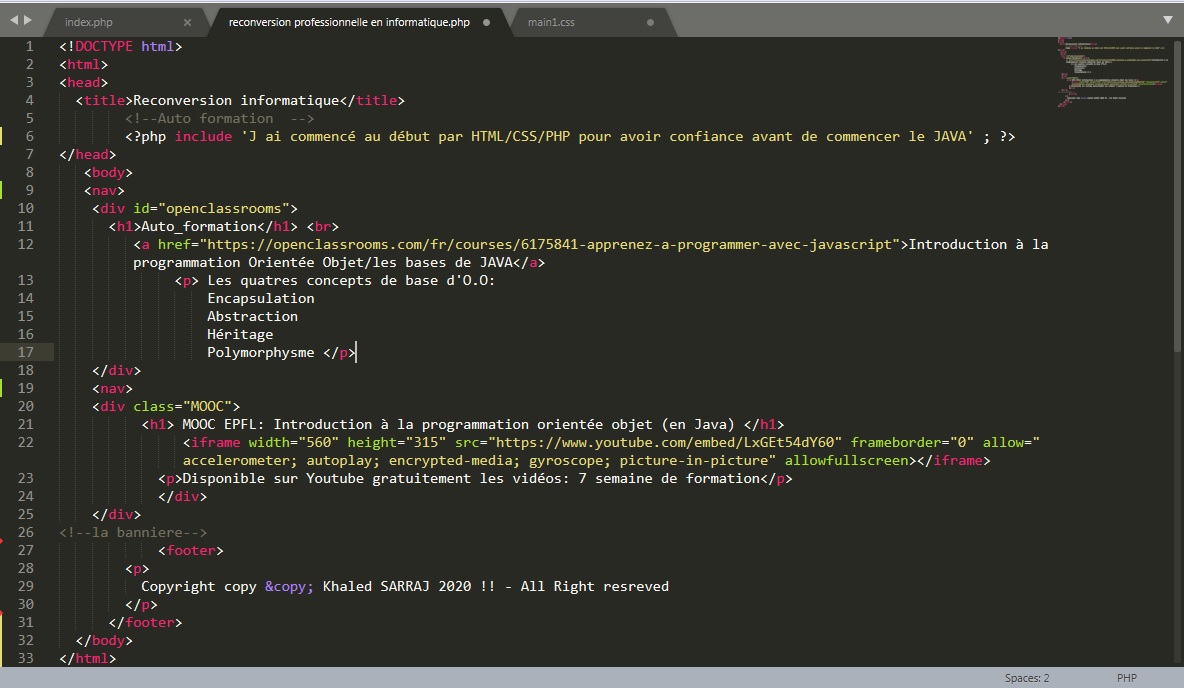 index.php × reconversion professionnelle en informatique.php main1.css
1 <!DOCTYPE html>
2 <html>
3 <head>
4 <title>Reconversion informatique</title>
5 <!--Auto formation -->
6 <?php include 'J ai commencé au début par HTML/CSS/PHP pour avoir confiance avant de commencer le JAVA' ; ?>
7 </head>
8 <body>
9 <nav>
10 <div id="openclassrooms">
11 <h1>Auto_formation</h1> <br>
12 <a href="https://openclassrooms.com/fr/courses/6175841-apprenez-a-programmer-avec-javascript">Introduction à la
programmation Orientée Objet/les bases de JAVA</a>
13 <p> Les quatres concepts de base d'O.O:
14 Encapsulation
15 Abstraction
16 Héritage
17 Polymorphysme </p>
18 </div>
19 <nav>
20 <div class="MOOC">
21 <h1> MOOC EPFL: Introduction à la programmation orientée objet (en Java) </h1>
22 <iframe width="560" height="315" src="https://www.youtube.com/embed/LxGEt54dY60" frameborder="0" allow="
accelerometer; autoplay; encrypted-media; gyroscope; picture-in-picture" allowfullscreen></iframe>
23 <p>Disponible sur Youtube gratuitement les vidéos: 7 semaine de formation</p>
24 </div>
25 </div>
26 <!--la banniere-->
27 <footer>
28 <p>
29 Copyright copy &copy; Khaled SARRAJ 2020 !! - All Right resreved
30 </p>
31 </footer>
32 </body>
33 </html>
Spaces: 2 PHP